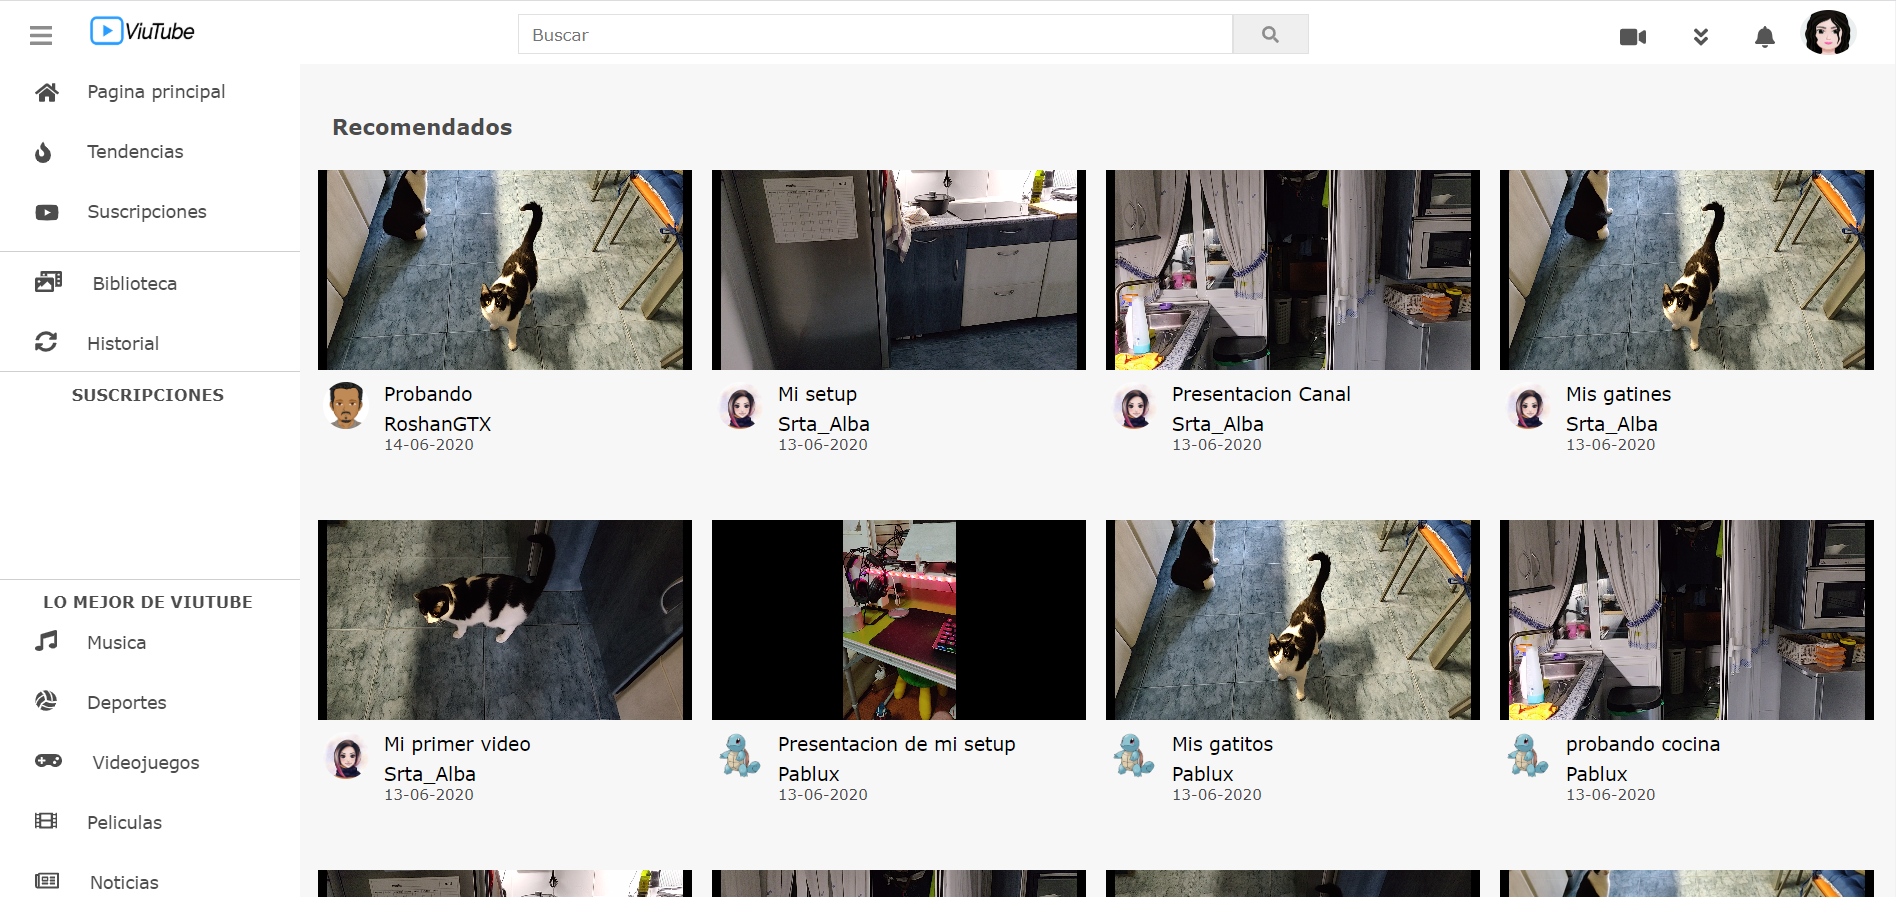 ViuTube
Buscar
Pagina principal
Tendencias
Suscripciones
Biblioteca
Historial
SUSCRIPCIONES
LO MEJOR DE VIUTUBE
Musica
Deportes
Videojuegos
Peliculas
Noticias
Recomendados
Probando
RoshanGTX
14-06-2020
Mi setup
Srta_Alba
13-06-2020
Presentacion Canal
Srta_Alba
13-06-2020
Mis gatines
Srta_Alba
13-06-2020
Mi primer video
Srta_Alba
13-06-2020
Presentacion de mi setup
Pablux
13-06-2020
Mis gatitos
Pablux
13-06-2020
probando cocina
Pablux
13-06-2020